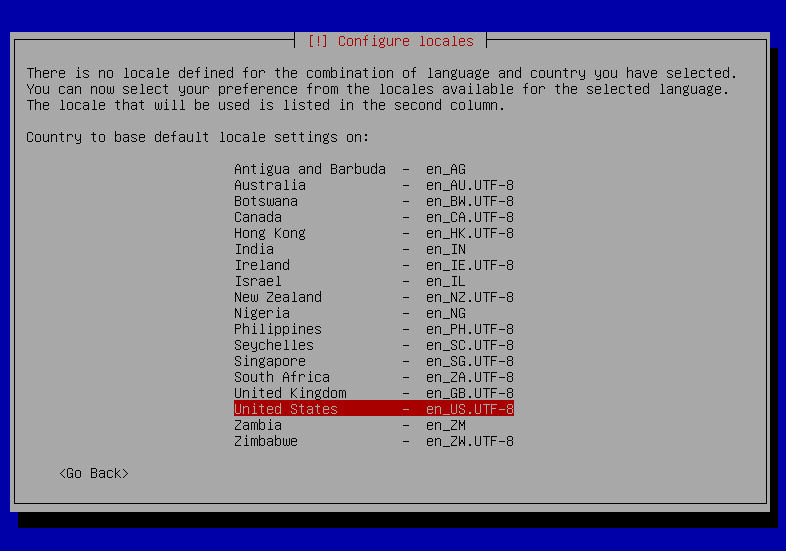 [!] Configure locales
There is no locale defined for the combination of language and country you have selected.
You can now select your preference from the locales available for the selected language.
The locale that will be used is listed in the second column.
Country to base default locale settings on:
Antigua and Barbuda - en_AG
Australia - en_AU.UTF-8
Botswana - en_BW.UTF-8
Canada - en_CA.UTF-8
Hong Kong - en_HK.UTF-8
India - en_IN
Ireland - en_IE.UTF-8
Israel - en_IL
New Zealand - en_NZ.UTF-8
Nigeria - en_NG
Philippines - en_PH.UTF-8
Seychelles - en_SC.UTF-8
Singapore - en_SG.UTF-8
South Africa - en_ZA.UTF-8
United Kingdom - en_GB.UTF-8
United States - en_US.UTF-8
Zambia - en_ZM
Zimbabwe - en_ZW.UTF-8
<Go Back>